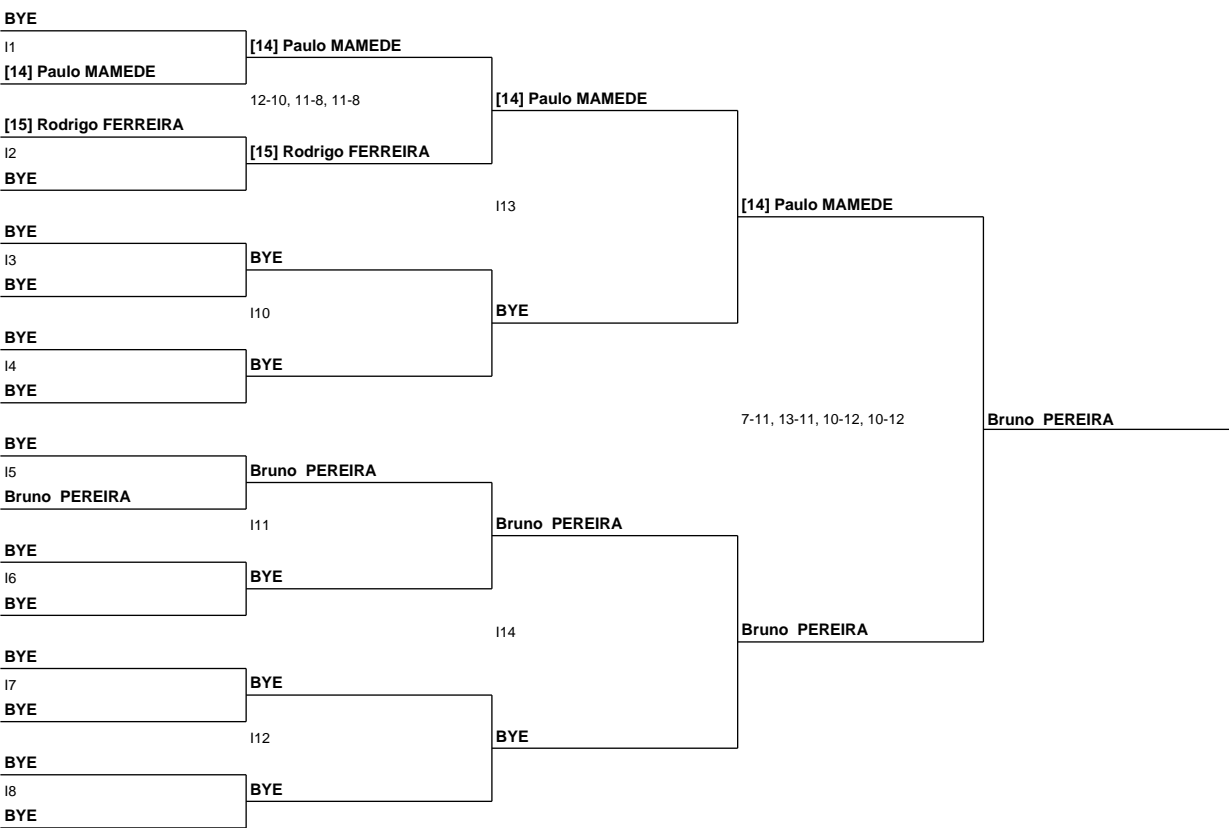 BYE
I1
[14] Paulo MAMEDE
[14] Paulo MAMEDE
12-10, 11-8, 11-8
[14] Paulo MAMEDE
[15] Rodrigo FERREIRA
I2
[15] Rodrigo FERREIRA
BYE
I13
[14] Paulo MAMEDE
BYE
I3
BYE
BYE
I10
BYE
BYE
I4
BYE
BYE
7-11, 13-11, 10-12, 10-12
Bruno PEREIRA
BYE
I5
Bruno PEREIRA
Bruno PEREIRA
I11
Bruno PEREIRA
BYE
I6
BYE
BYE
I14
Bruno PEREIRA
BYE
I7
BYE
BYE
I12
BYE
BYE
I8
BYE
BYE